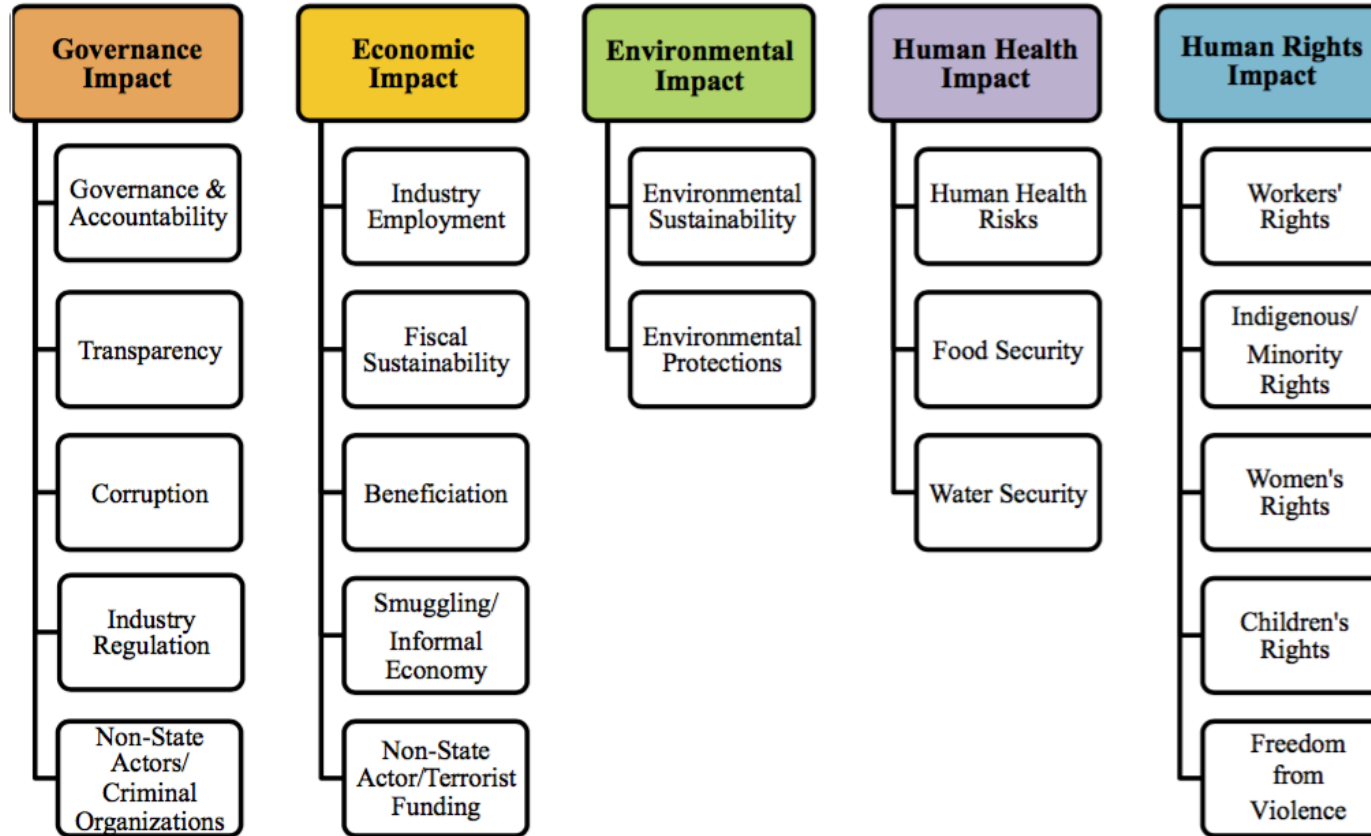 Governance
Impact
Governance &
Accountability
Transparency
Corruption
Industry
Regulation
Non-State
Actors/
Criminal
Organizations
Economic
Impact
Industry
Employment
Fiscal
Sustainability
Beneficiation
Smuggling/
Informal
Economy
Non-State
Actor/Terrorist
Funding
Environmental
Impact
Environmental
Sustainability
Environmental
Protections
Human Health
Impact
Human Health
Risks
Food Security
Water Security
Human Rights
Impact
Workers'
Rights
Indigenous/
Minority
Rights
Women's
Rights
Children's
Rights
Freedom
from
Violence